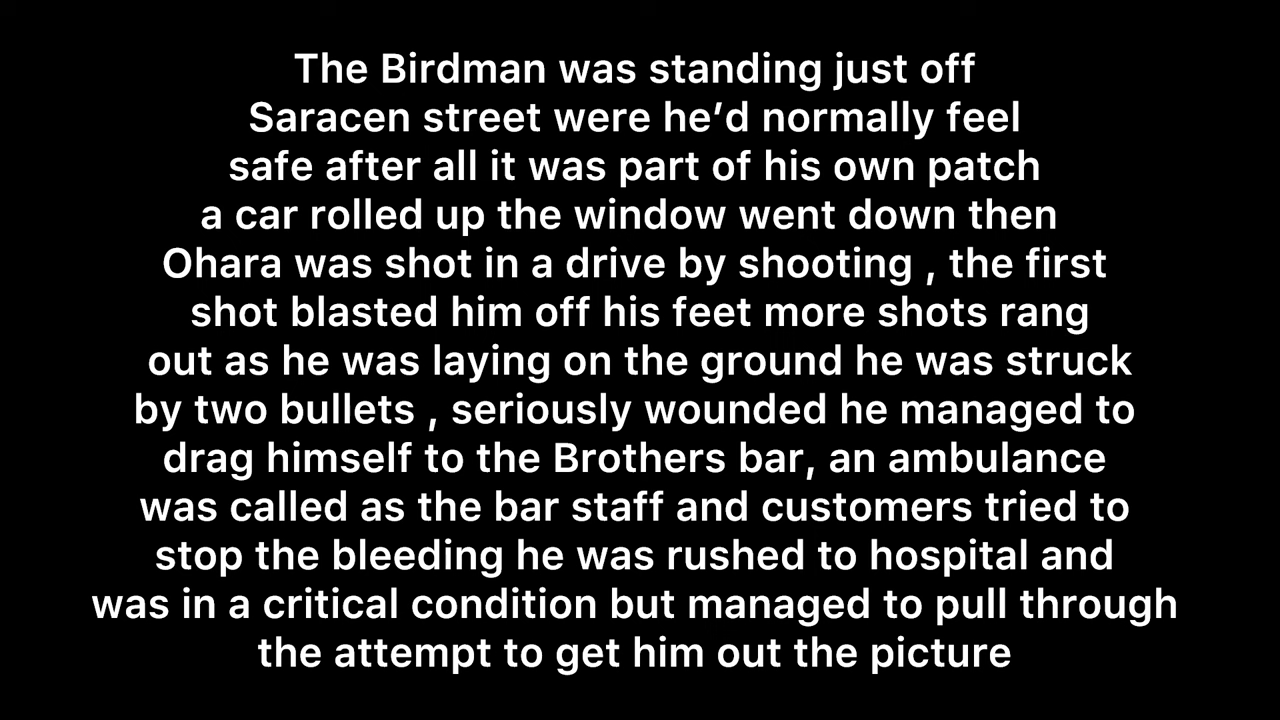 The Birdman was standing just off
Saracen street were he’d normally feel
safe after all it was part of his own patch
a car rolled up the window went down then
Ohara was shot in a drive by shooting , the first
shot blasted him off his feet more shots rang
out as he was laying on the ground he was struck
by two bullets , seriously wounded he managed to
drag himself to the Brothers bar, an ambulance
was called as the bar staff and customers tried to
stop the bleeding he was rushed to hospital and
was in a critical condition but managed to pull through
the attempt to get him out the picture